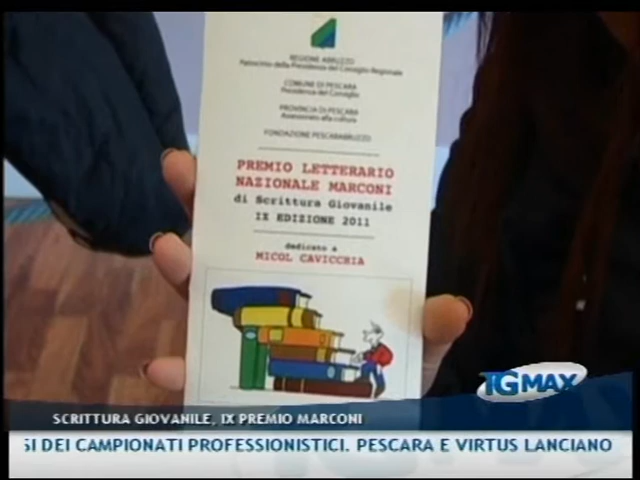 REGIONE ABRUZZO
Patrocinio della Presidenza del Consiglio Regionale
COMUNE DI PESCARA
Presidenza del Consiglio
PROVINCIA DI PESCARA
Assessorato alla cultura
FONDAZIONE PESCARABRUZZO
PREMIO LETTERARIO
NAZIONALE MARCONI
di Scrittura Giovanile
IX EDIZIONE 2011
dedicato a
MICOL CAVICCHIA
TGMAX
SCRITTURA GIOVANILE, IX PREMIO MARCONI
SI DEI CAMPIONATI PROFESSIONISTICI. PESCARA E VIRTUS LANCIANO